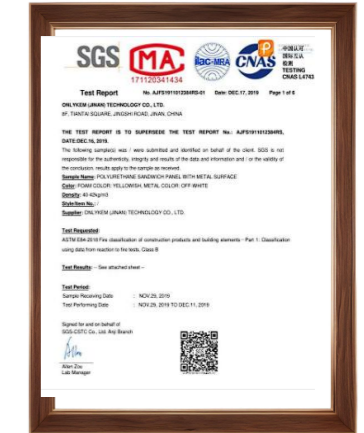 SGS MA ilac-MRA CNAS 中国认可
国际互认
检测
TESTING
CNAS L4743
171120341434
Test Report No. AJFS1911012384RS-01 Date: DEC.17, 2019 Page 1 of 6
ONLYKEM (JINAN) TECHNOLOGY CO., LTD.
6F, TIANTAI SQUARE, JINGSHI ROAD, JINAN, CHINA
THE TEST REPORT IS TO SUPERSEDE THE TEST REPORT No.: AJFS1911012384RS,
DATE:DEC.16, 2019.
The following sample(s) was / were submitted and identified on behalf of the client. SGS is not
responsible for the authenticity, integrity and results of the data and information and / or the validity of
the conclusion. results apply to the sample as received.
Sample Name: POLYURETHANE SANDWICH PANEL WITH METAL SURFACE
Color: FOAM COLOR: YELLOWISH, METAL COLOR: OFF-WHITE
Density: 40-42kg/m3
Style/Item No.: /
Supplier: ONLYKEM (JINAN) TECHNOLOGY CO., LTD.
Test Requested:
ASTM E84-2018 Fire classification of construction products and building elements - Part 1: Classification
using data from reaction to fire tests, Class B
Test Results: -- See attached sheet --
Test Period:
Sample Receiving Date : NOV.29, 2019
Test Performing Date : NOV.29, 2019 TO DEC.11, 2019
Signed for and on behalf of
SGS-CSTC Co., Ltd. Anji Branch
Allen Zou
Lab Manager